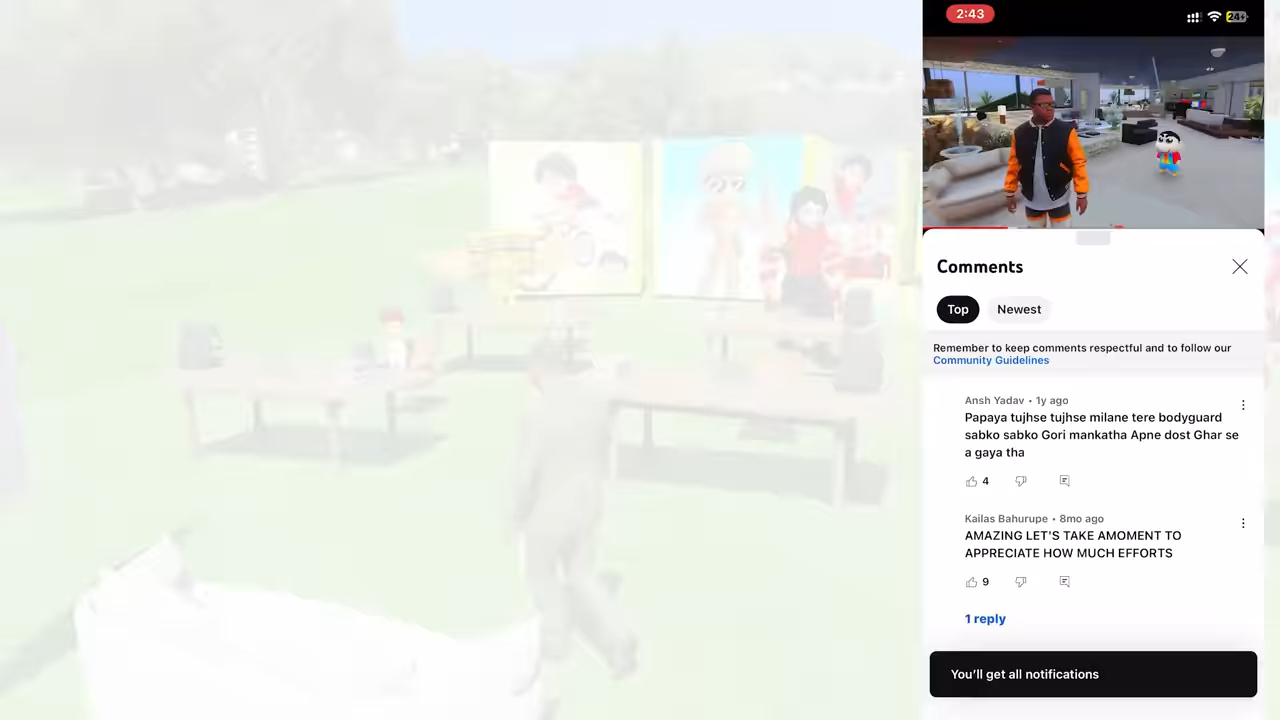 2:43
24
Comments
Top
Newest
Remember to keep comments respectful and to follow our
Community Guidelines
Ansh Yadav • 1y ago
Papaya tujhse tujhse milane tere bodyguard
sabko sabko Gori mankatha Apne dost Ghar se
a gaya tha
4
Kailas Bahurupe • 8mo ago
AMAZING LET'S TAKE AMOMENT TO
APPRECIATE HOW MUCH EFFORTS
9
1 reply
You'll get all notifications